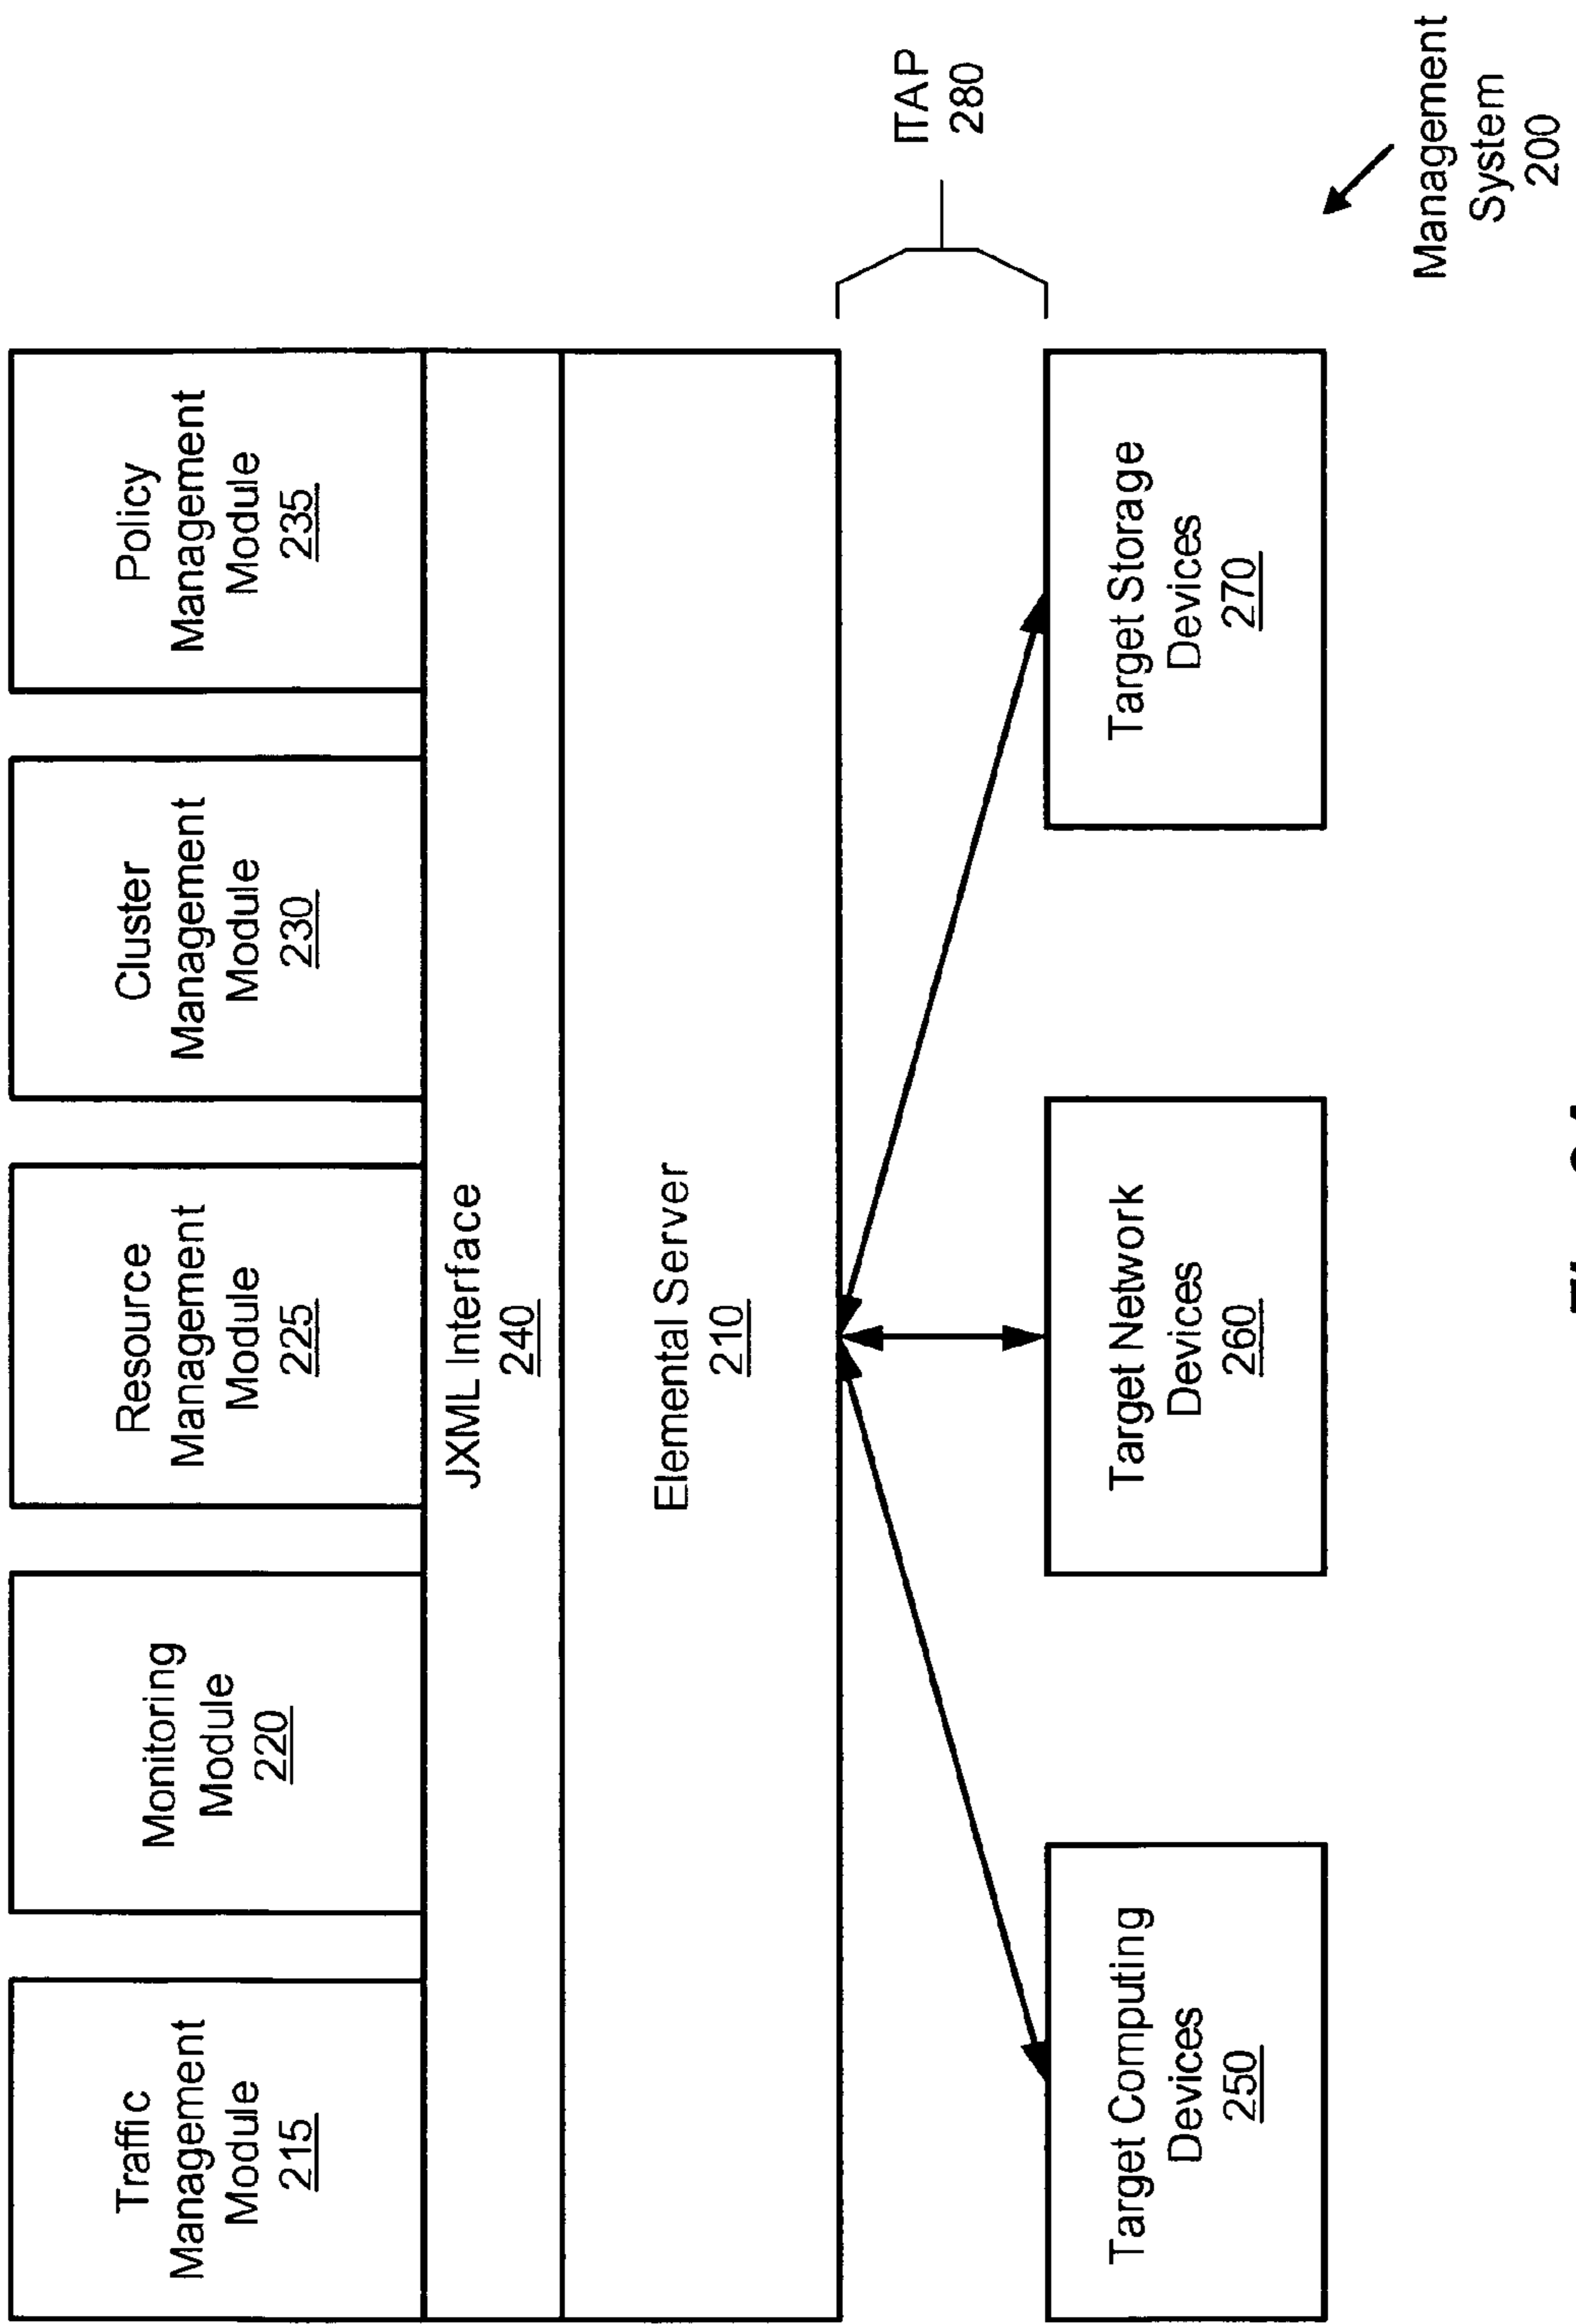 Traffic
Management
Module
215
Monitoring
Module
220
Resource
Management
Module
225
Cluster
Management
Module
230
Policy
Management
Module
235
JXML Interface
240
Elemental Server
210
ITAP
280
Target Computing
Devices
250
Target Network
Devices
260
Target Storage
Devices
270
Management
System
200